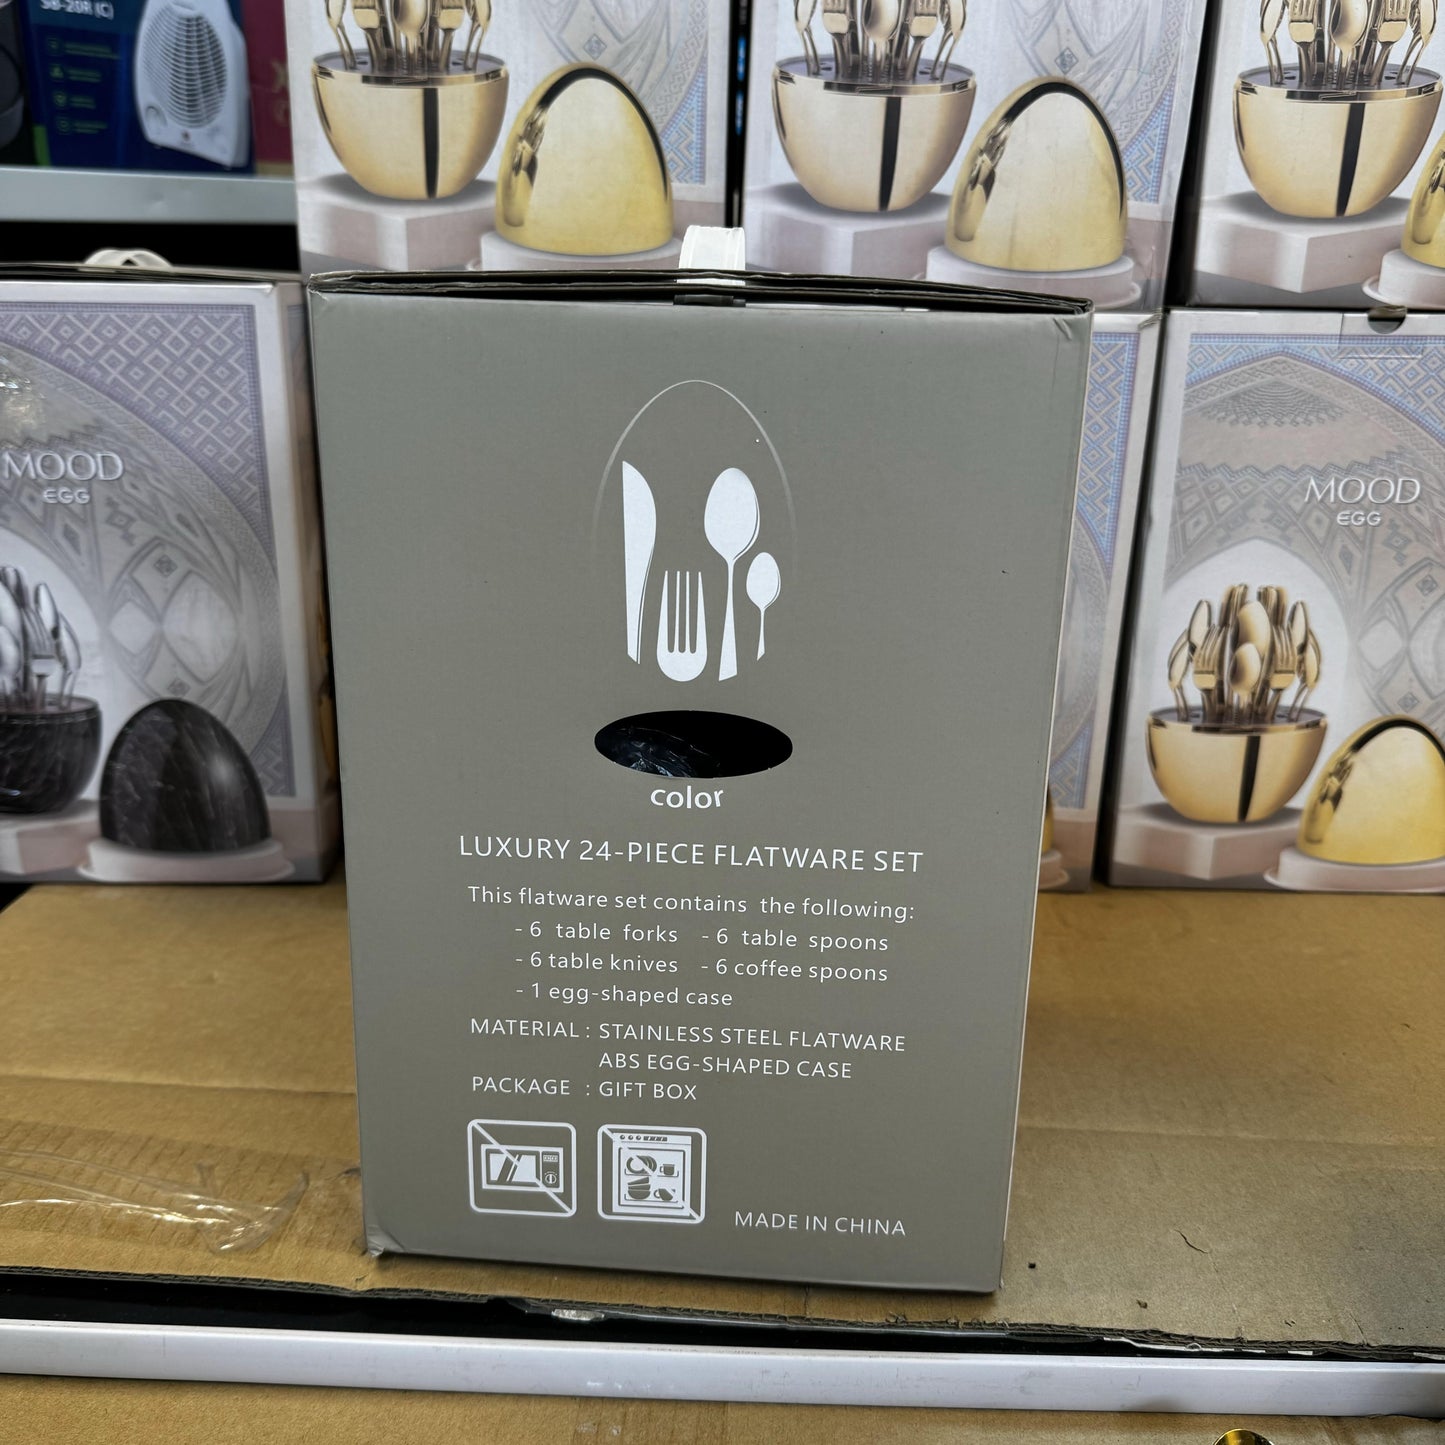 SB-20R (C)
MOOD
EGG
MOOD
EGG
color
LUXURY 24-PIECE FLATWARE SET
This flatware set contains the following:
- 6 table forks - 6 table spoons
- 6 table knives - 6 coffee spoons
- 1 egg-shaped case
MATERIAL : STAINLESS STEEL FLATWARE
ABS EGG-SHAPED CASE
PACKAGE : GIFT BOX
MADE IN CHINA